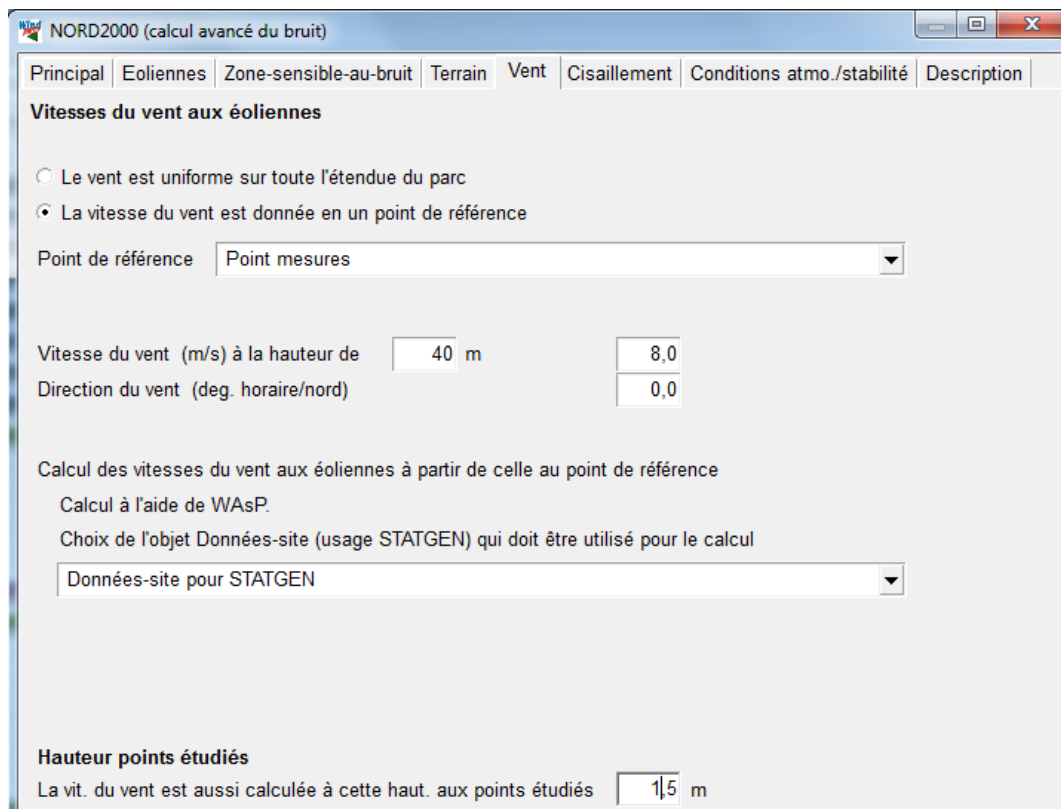 NORD2000 (calcul avancé du bruit)
Principal Eoliennes Zone-sensible-au-bruit Terrain Vent Cisaillement Conditions atmo./stabilité Description
Vitesses du vent aux éoliennes
Le vent est uniforme sur toute l'étendue du parc
La vitesse du vent est donnée en un point de référence
Point de référence Point mesures
Vitesse du vent (m/s) à la hauteur de 40 m 8,0
Direction du vent (deg. horaire/nord) 0,0
Calcul des vitesses du vent aux éoliennes à partir de celle au point de référence
Calcul à l'aide de WAsP.
Choix de l'objet Données-site (usage STATGEN) qui doit être utilisé pour le calcul
Données-site pour STATGEN
Hauteur points étudiés
La vit. du vent est aussi calculée à cette haut. aux points étudiés 1,5 m